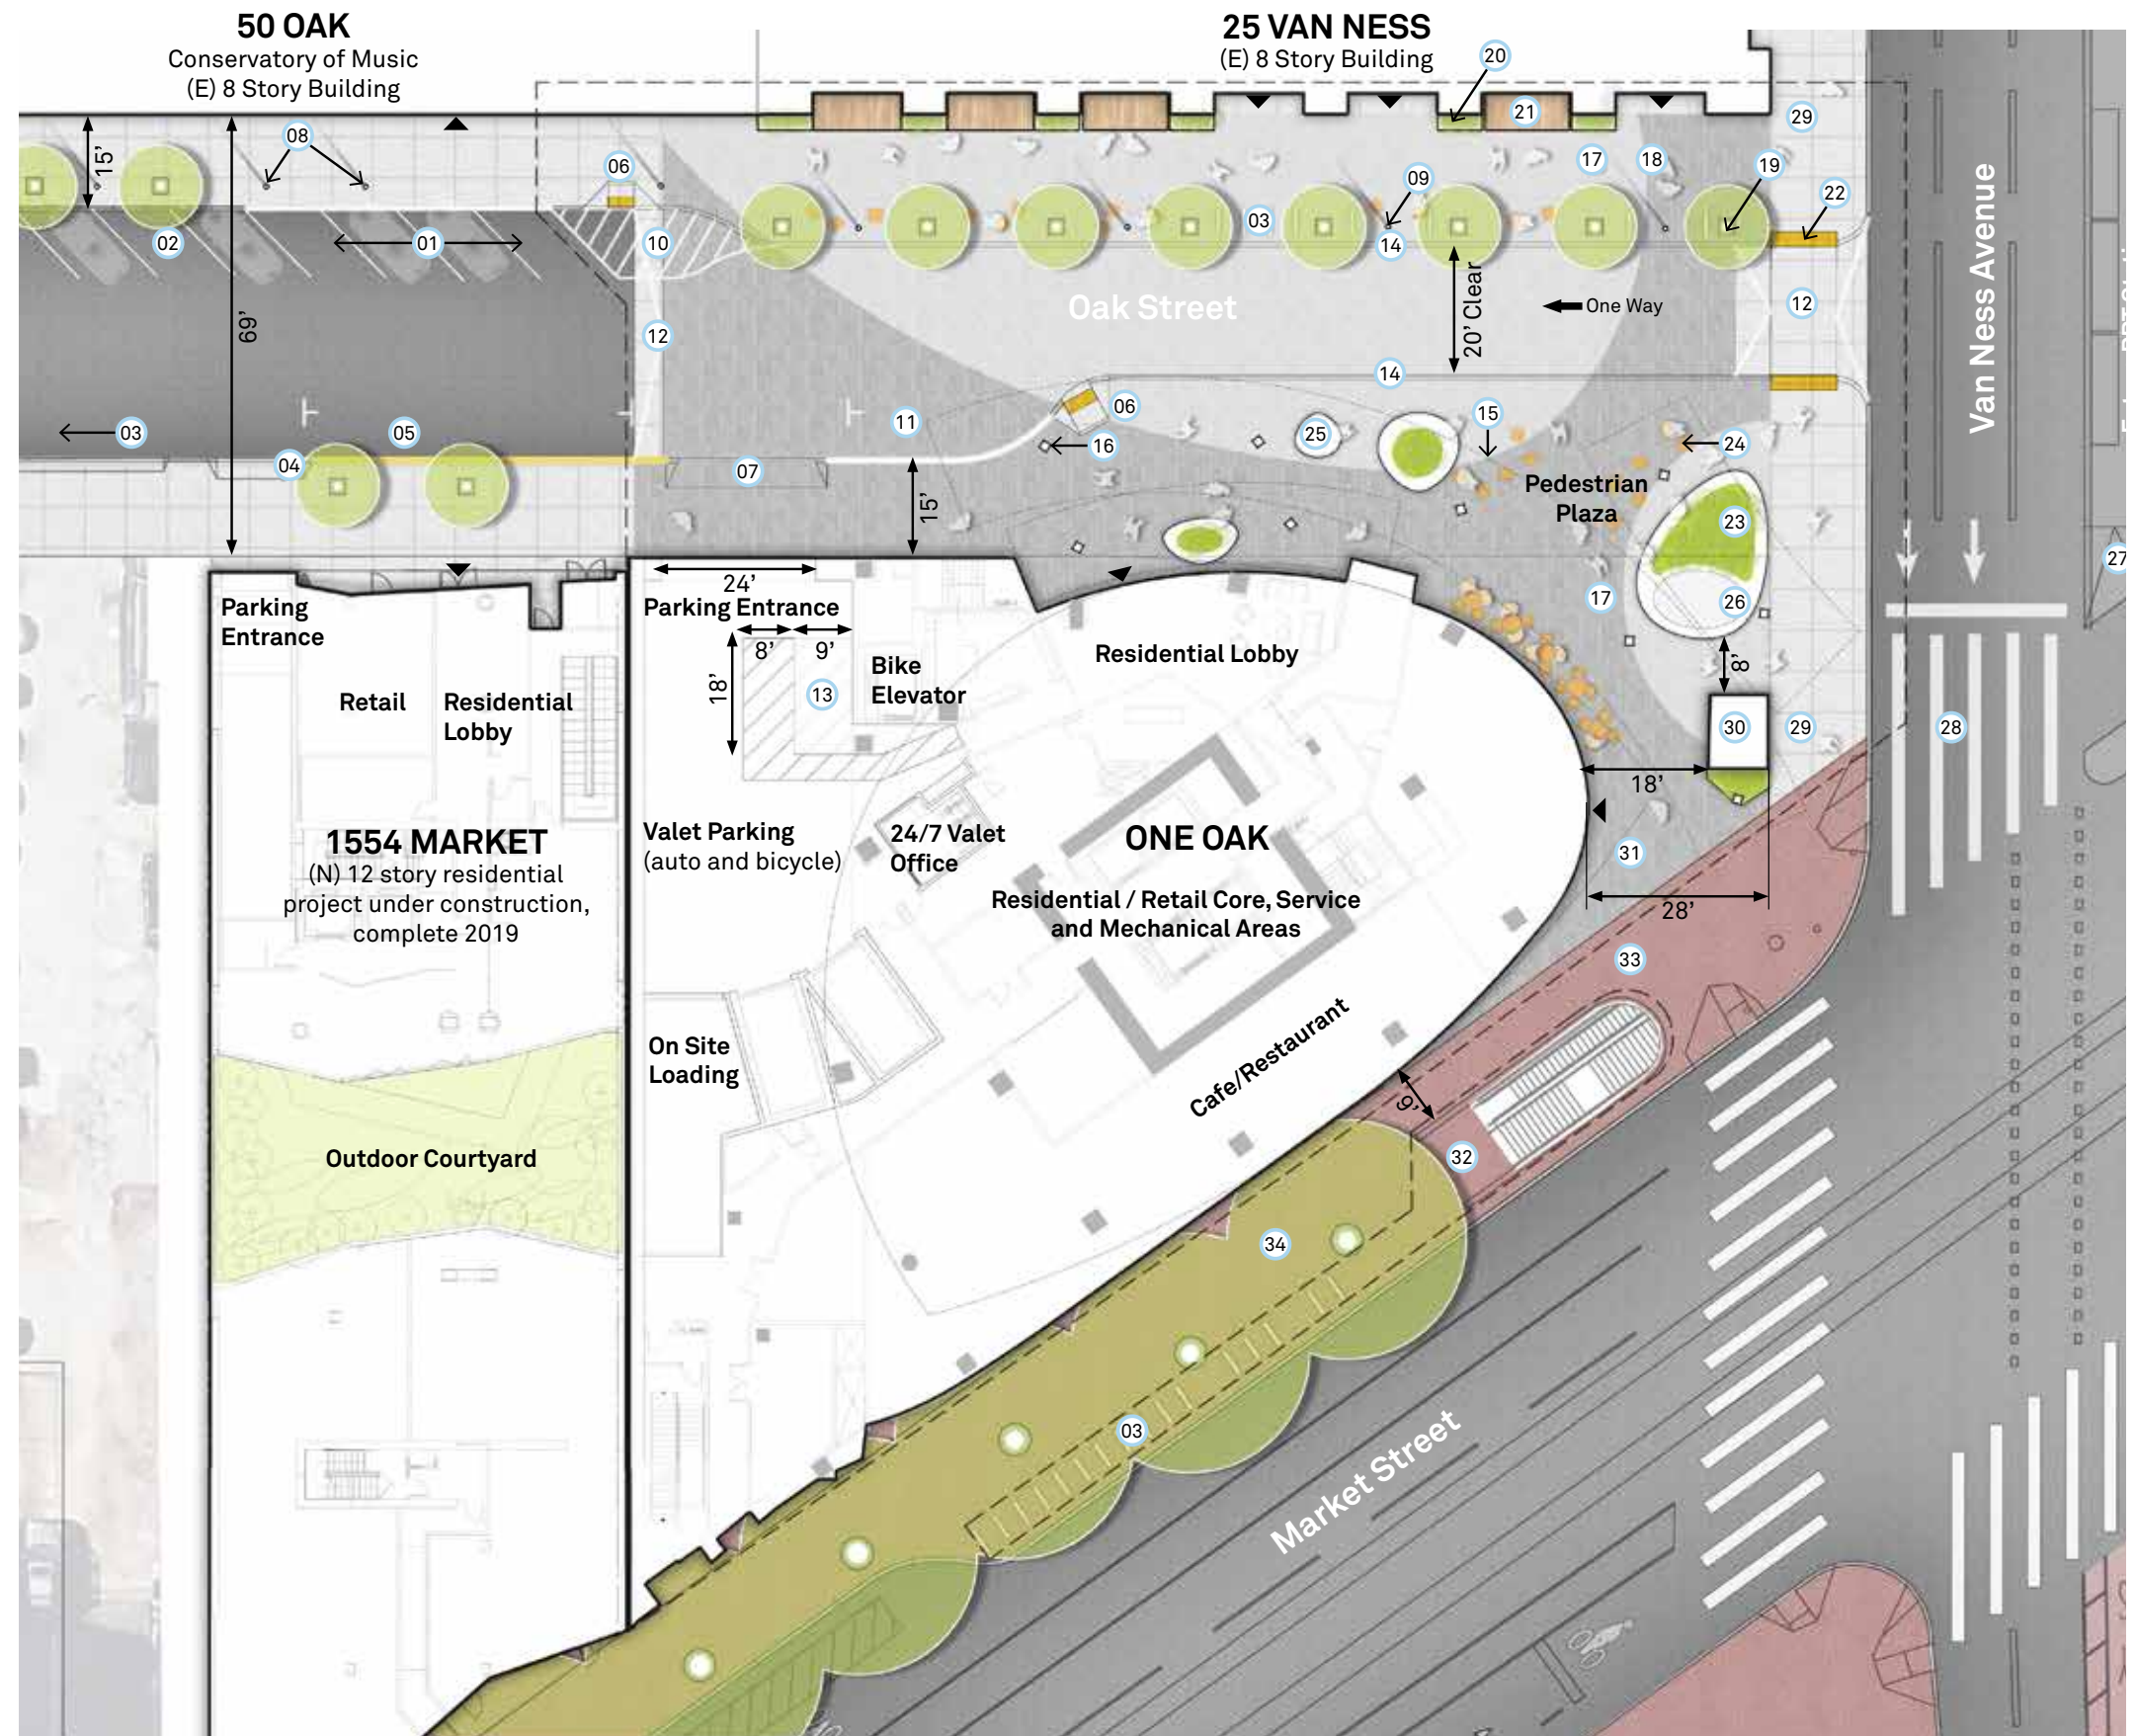 50 OAK
Conservatory of Music
(E) 8 Story Building
25 VAN NESS
(E) 8 Story Building
20
21
29
15'
08
06
17
18
19
09
22
02
01
10
03
14
12
Oak Street
One Way
20' Clear
69'
12
12
Van Ness Avenue
14
03
05
04
11
06
16
07
15'
25
15
24
Pedestrian
Plaza
23
17
26
27
8'
24'
Parking Entrance
8'
9'
18'
13
Bike
Elevator
Residential Lobby
Parking
Entrance
Retail
Residential
Lobby
30
29
28
18'
31
28'
33
1554 MARKET
(N) 12 story residential
project under construction,
complete 2019
Valet Parking
(auto and bicycle)
24/7 Valet
Office
ONE OAK
Residential / Retail Core, Service
and Mechanical Areas
On Site
Loading
Cafe/Restaurant
9'
32
Outdoor Courtyard
34
03
Market Street